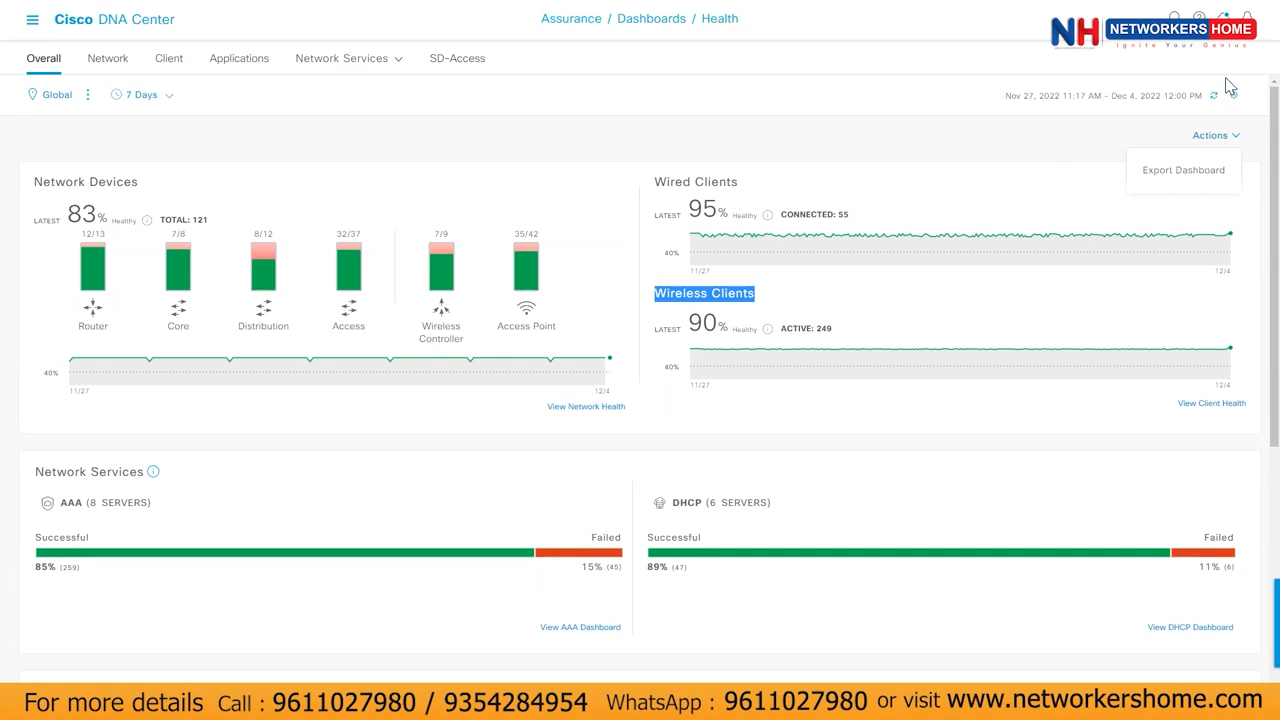 Cisco DNA Center
Assurance / Dashboards / Health
NH NETWORKERS HOME
Ignite Your Genius
Overall Network Client Applications Network Services SD-Access
Global 7 Days
Nov 27, 2022 11:17 AM - Dec 4, 2022 12:00 PM
Actions
Export Dashboard
Network Devices
LATEST 83% Healthy TOTAL: 121
12/13 7/8 8/12 32/37 7/9 35/42
Router Core Distribution Access Wireless Controller Access Point
40%
11/27 12/4
View Network Health
Wired Clients
LATEST 95% Healthy CONNECTED: 55
40%
11/27 12/4
Wireless Clients
LATEST 90% Healthy ACTIVE: 249
40%
11/27 12/4
View Client Health
Network Services
AAA (8 SERVERS)
Successful Failed
85% (259) 15% (45)
View AAA Dashboard
DHCP (6 SERVERS)
Successful Failed
89% (47) 11% (6)
View DHCP Dashboard
For more details Call : 9611027980 / 9354284954 WhatsApp : 9611027980 or visit www.networkershome.com